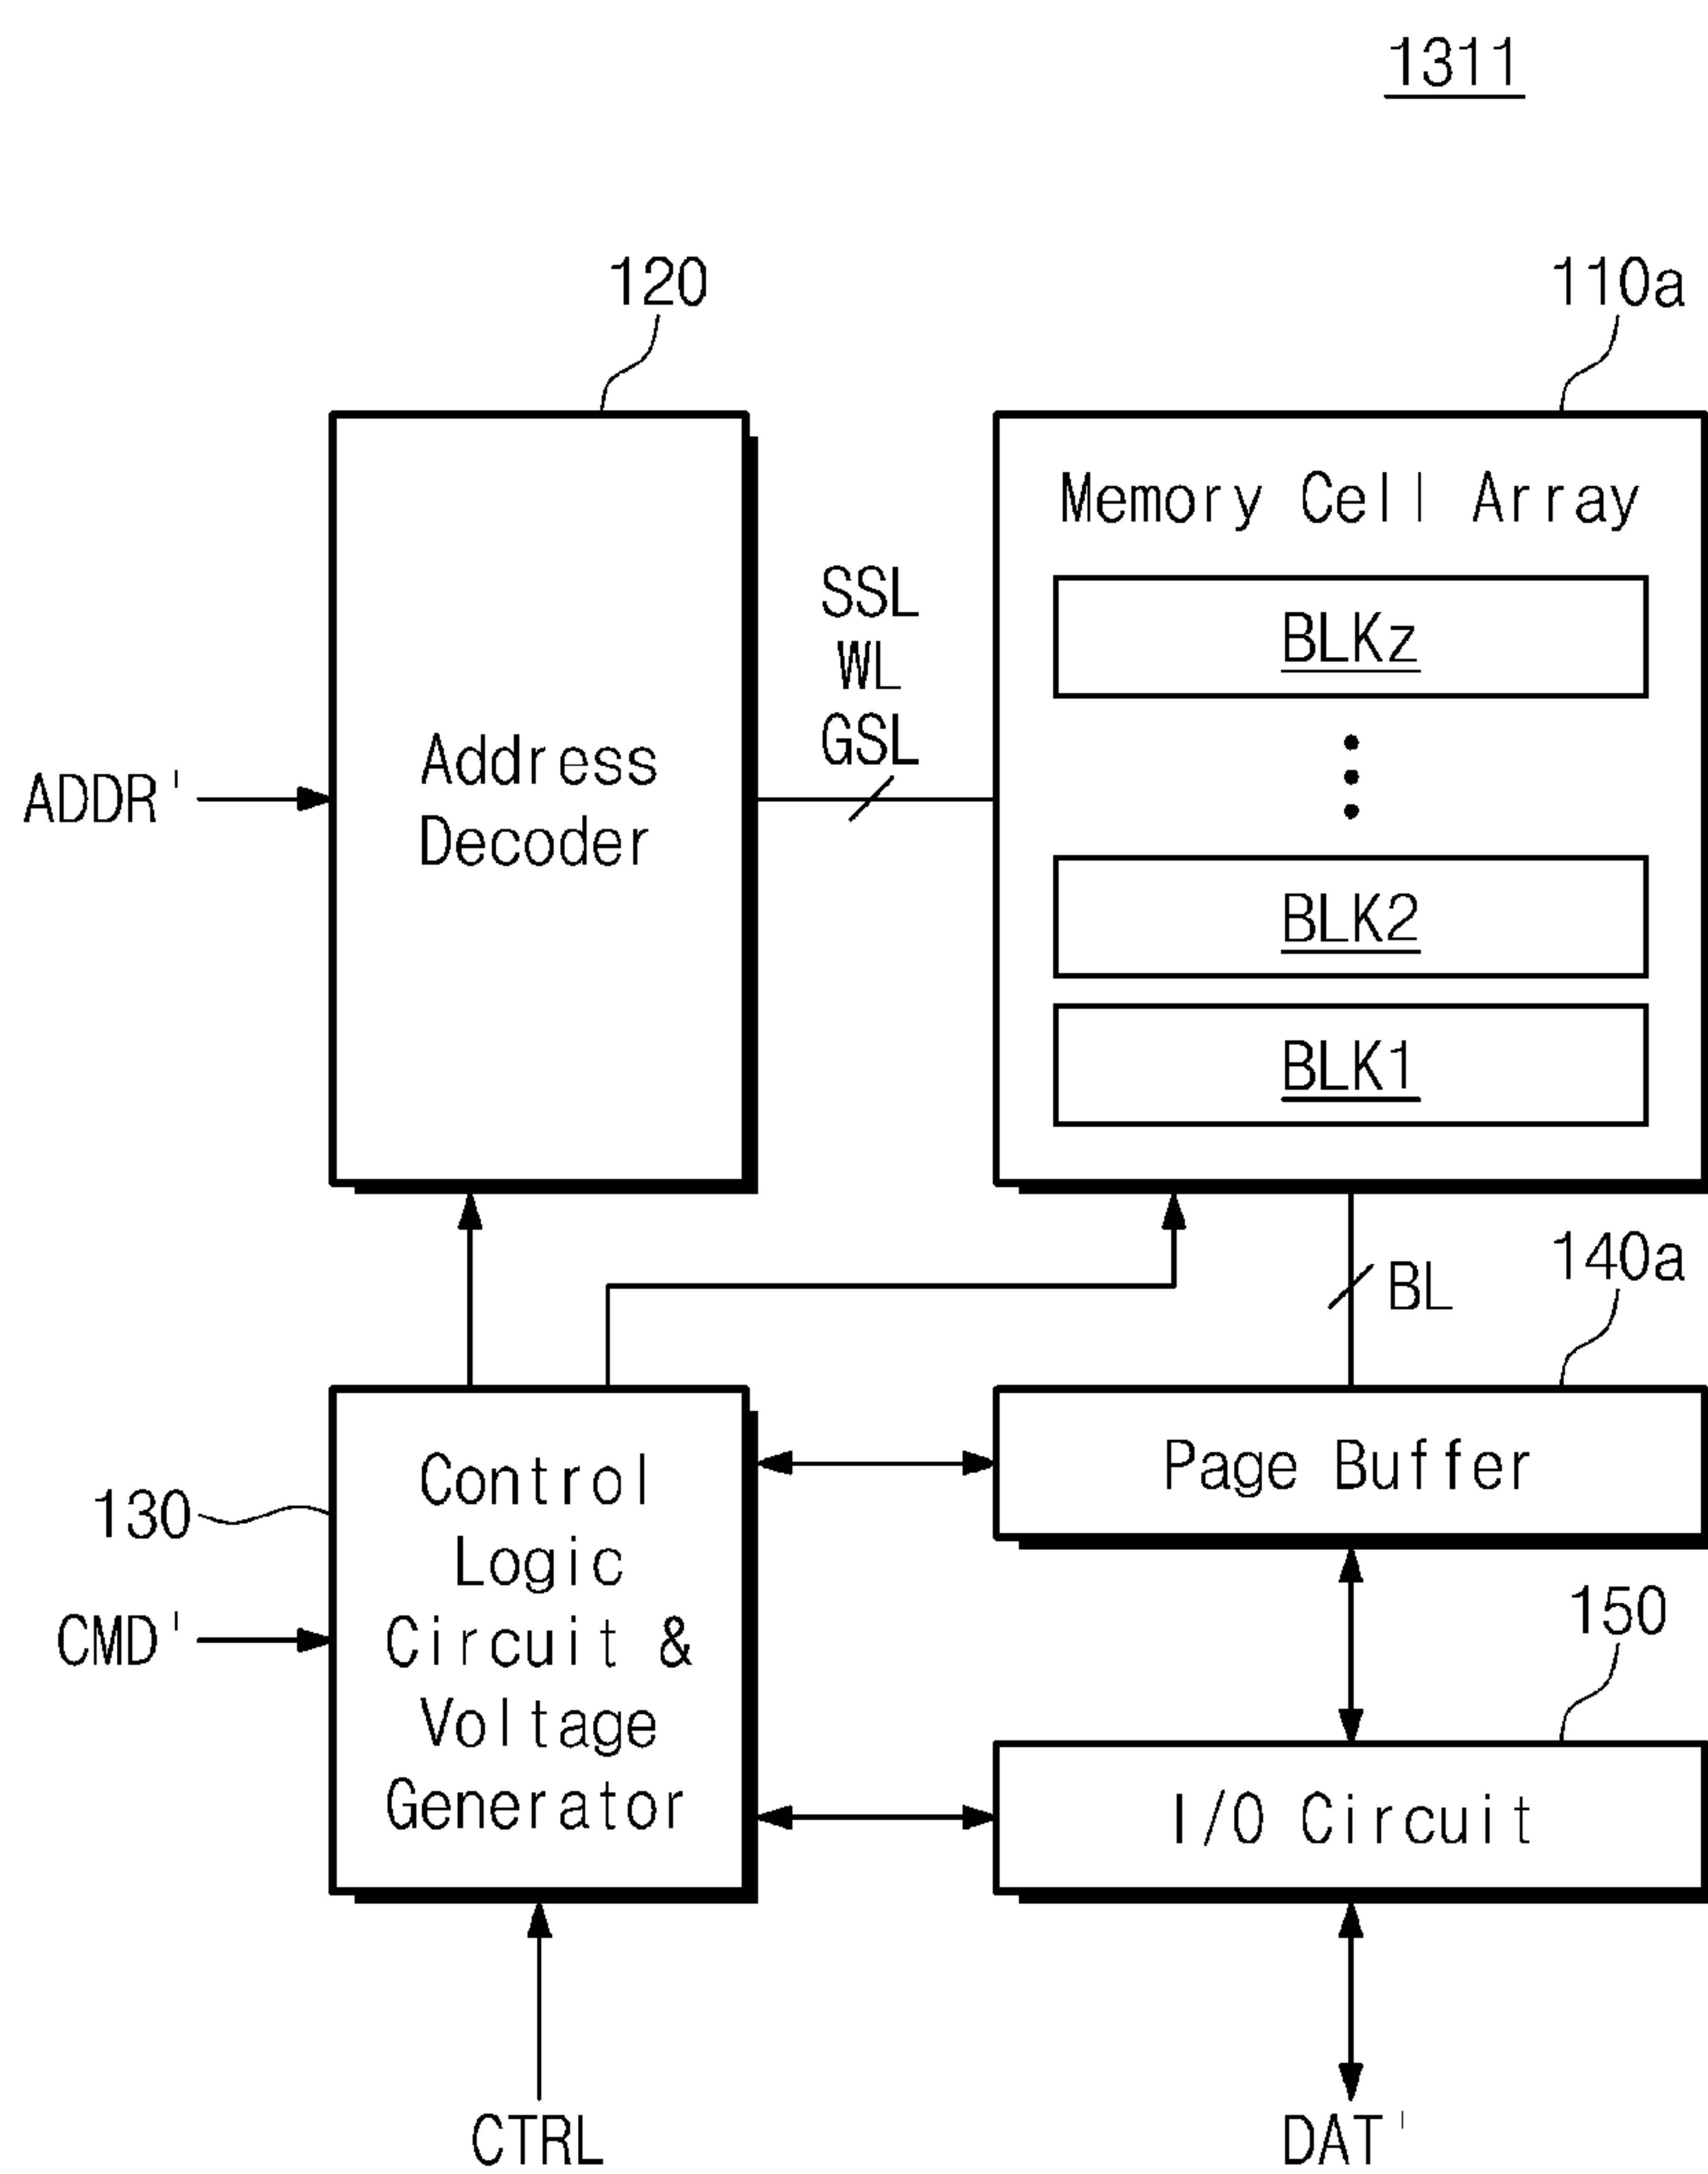 1311
120
110a
Memory Cell Array
SSL
WL
GSL
BLKz
ADDR'
Address
Decoder
BLK2
BLK1
140a
BL
130
Control
Logic
Circuit &
Voltage
Generator
Page Buffer
CMD'
150
I/O Circuit
CTRL
DAT'